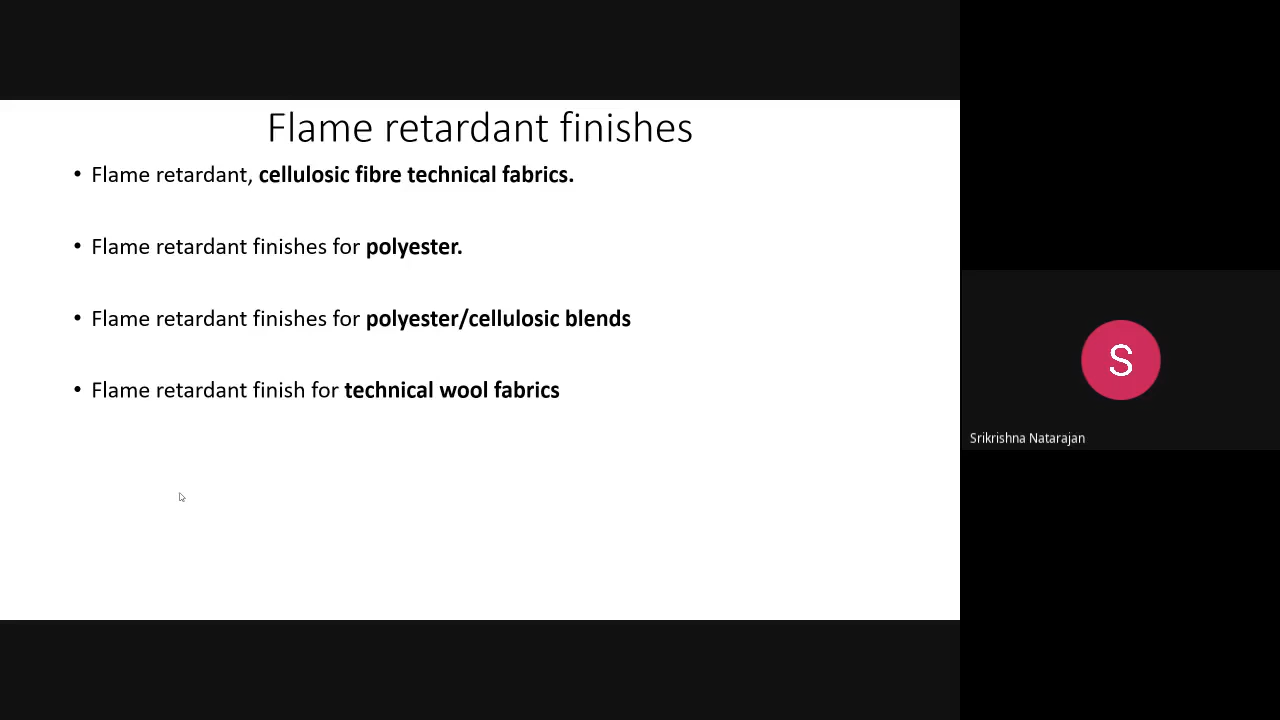 Flame retardant finishes
• Flame retardant, cellulosic fibre technical fabrics.
• Flame retardant finishes for polyester.
• Flame retardant finishes for polyester/cellulosic blends
• Flame retardant finish for technical wool fabrics
S
Srikrishna Natarajan